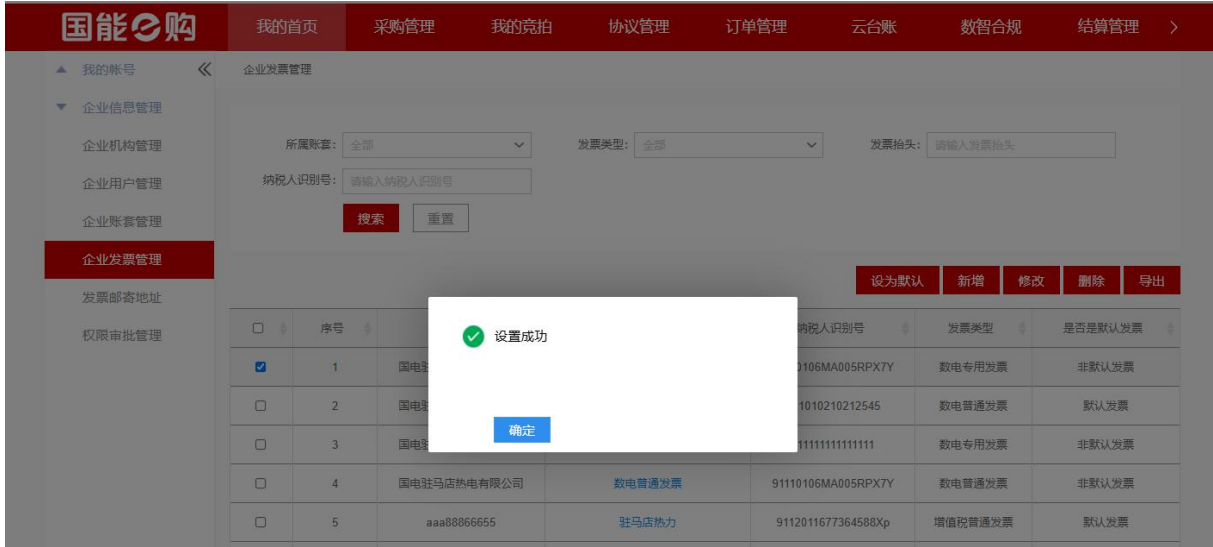 国能e购 我的首页 采购管理 我的竞拍 协议管理 订单管理 云台账 数智合规 结算管理
我的帐号 企业发票管理
企业信息管理
企业机构管理 所属账套： 全部 发票类型： 全部 发票抬头： 请输入发票抬头
企业用户管理 纳税人识别号： 请输入纳税人识别号
企业账套管理 搜索 重置
企业发票管理
设为默认 新增 修改 删除 导出
发票邮寄地址
权限审批管理 序号 纳税人识别号 发票类型 是否是默认发票
设置成功
1 国电 0106MA005RPX7Y 数电专用发票 非默认发票
2 国电 1010210212545 数电普通发票 默认发票
确定
3 国电 11111111111111 数电专用发票 非默认发票
4 国电驻马店热电有限公司 数电普通发票 91110106MA005RPX7Y 数电普通发票 非默认发票
5 aaa88866655 驻马店热力 9112011677364588Xp 增值税普通发票 默认发票